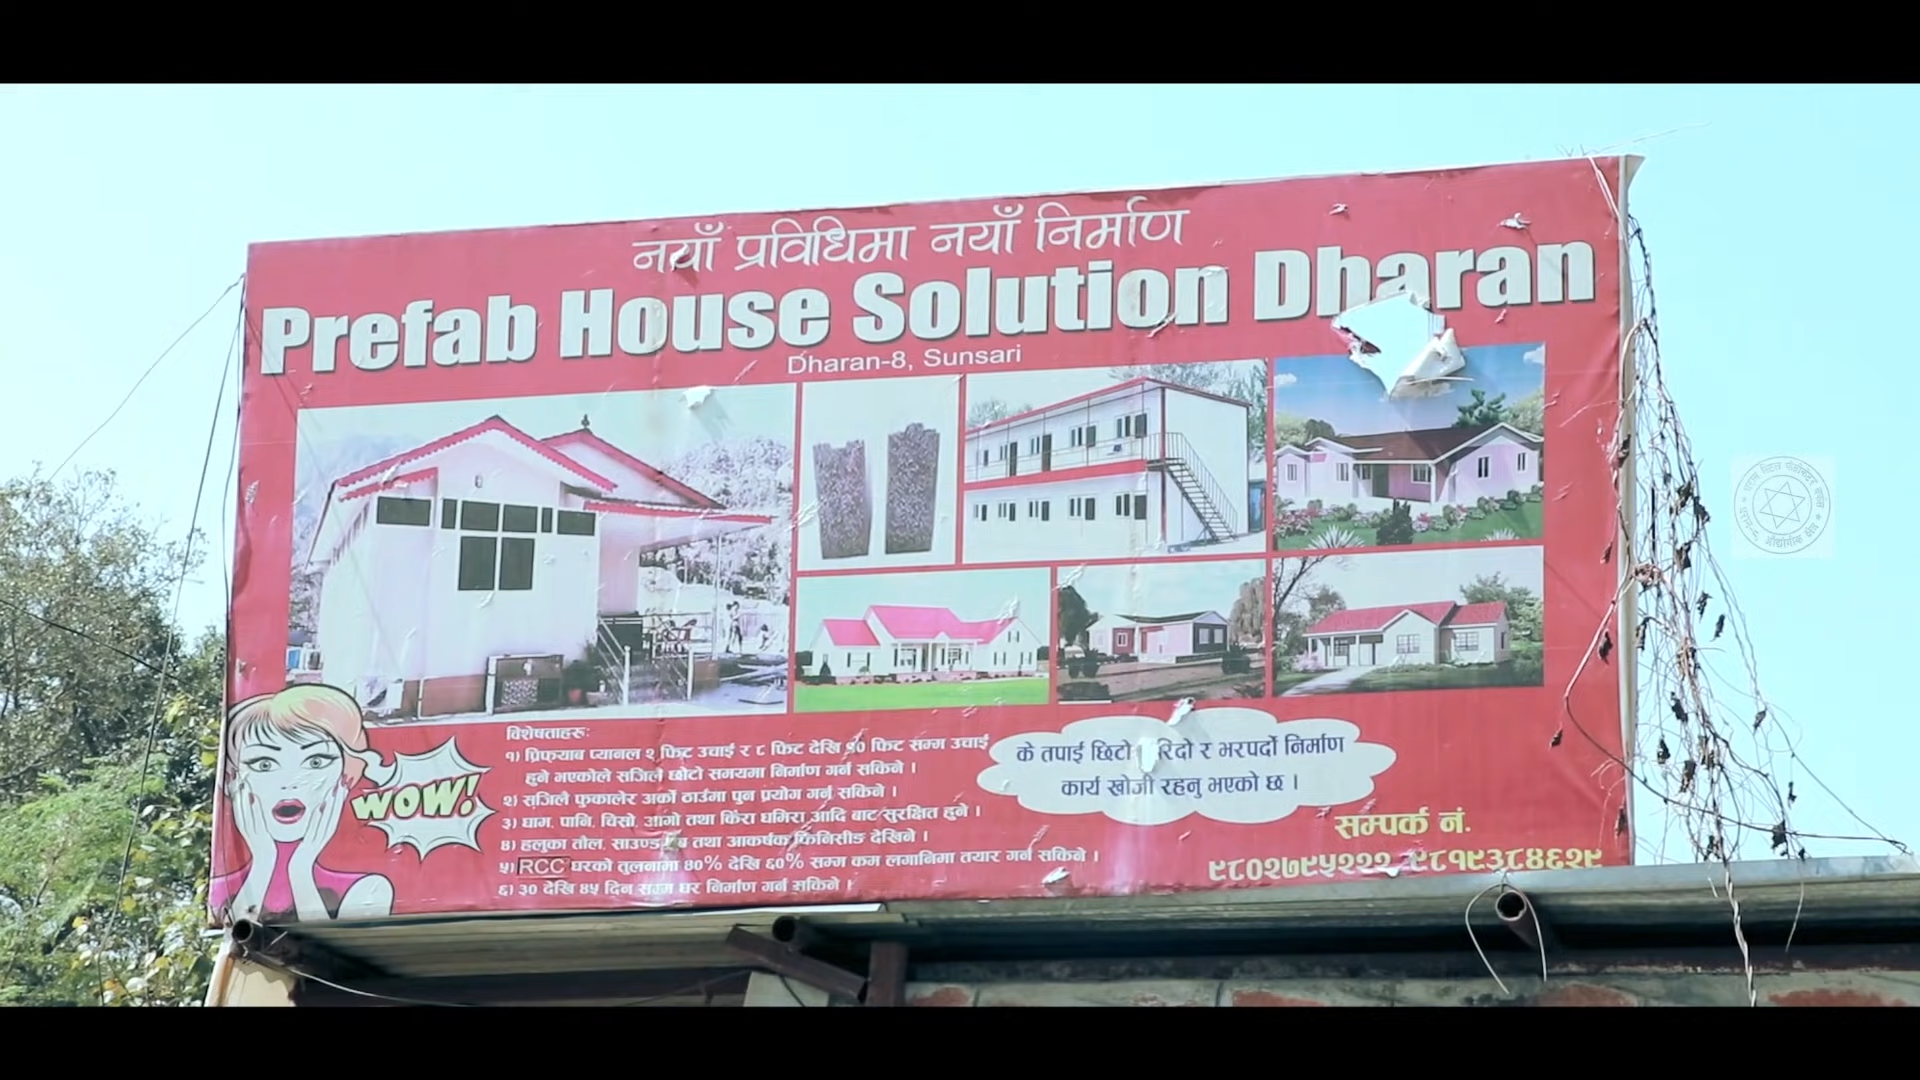 नयाँ प्रविधिमा नयाँ निर्माण
Prefab House Solution Dharan
Dharan-8, Sunsari
WOW!
विशेषताहरुः
१) प्रिफ्याब प्यानल २ फिट उचाई र ८ फिट देखि १० फिट सम्म उचाई
हुने भएकोले सजिलै छोटो समयमा निर्माण गर्न सकिने ।
२) सजिलै फुकालेर अर्को ठाउँमा पुन प्रयोग गर्न सकिने ।
३) घाम, पानि, चिसो, आगो तथा किरा धमिरा आदि बाट सुरक्षित हुने ।
४) हलुका तौल, साउण्ड तथा आकर्षक फिनिसीङ देखिने ।
५) RCC घरको तुलनामा ४०% देखि ६०% सम्म कम लगानिमा तयार गर्न सकिने ।
६) ३० देखि ४५ दिन सम्म घर निर्माण गर्न सकिने ।
के तपाई छिटो र भरपर्दो निर्माण
कार्य खोजी रहनु भएको छ ।
सम्पर्क नं.
९८०२७९५२२२ ९८१९३८४६२९